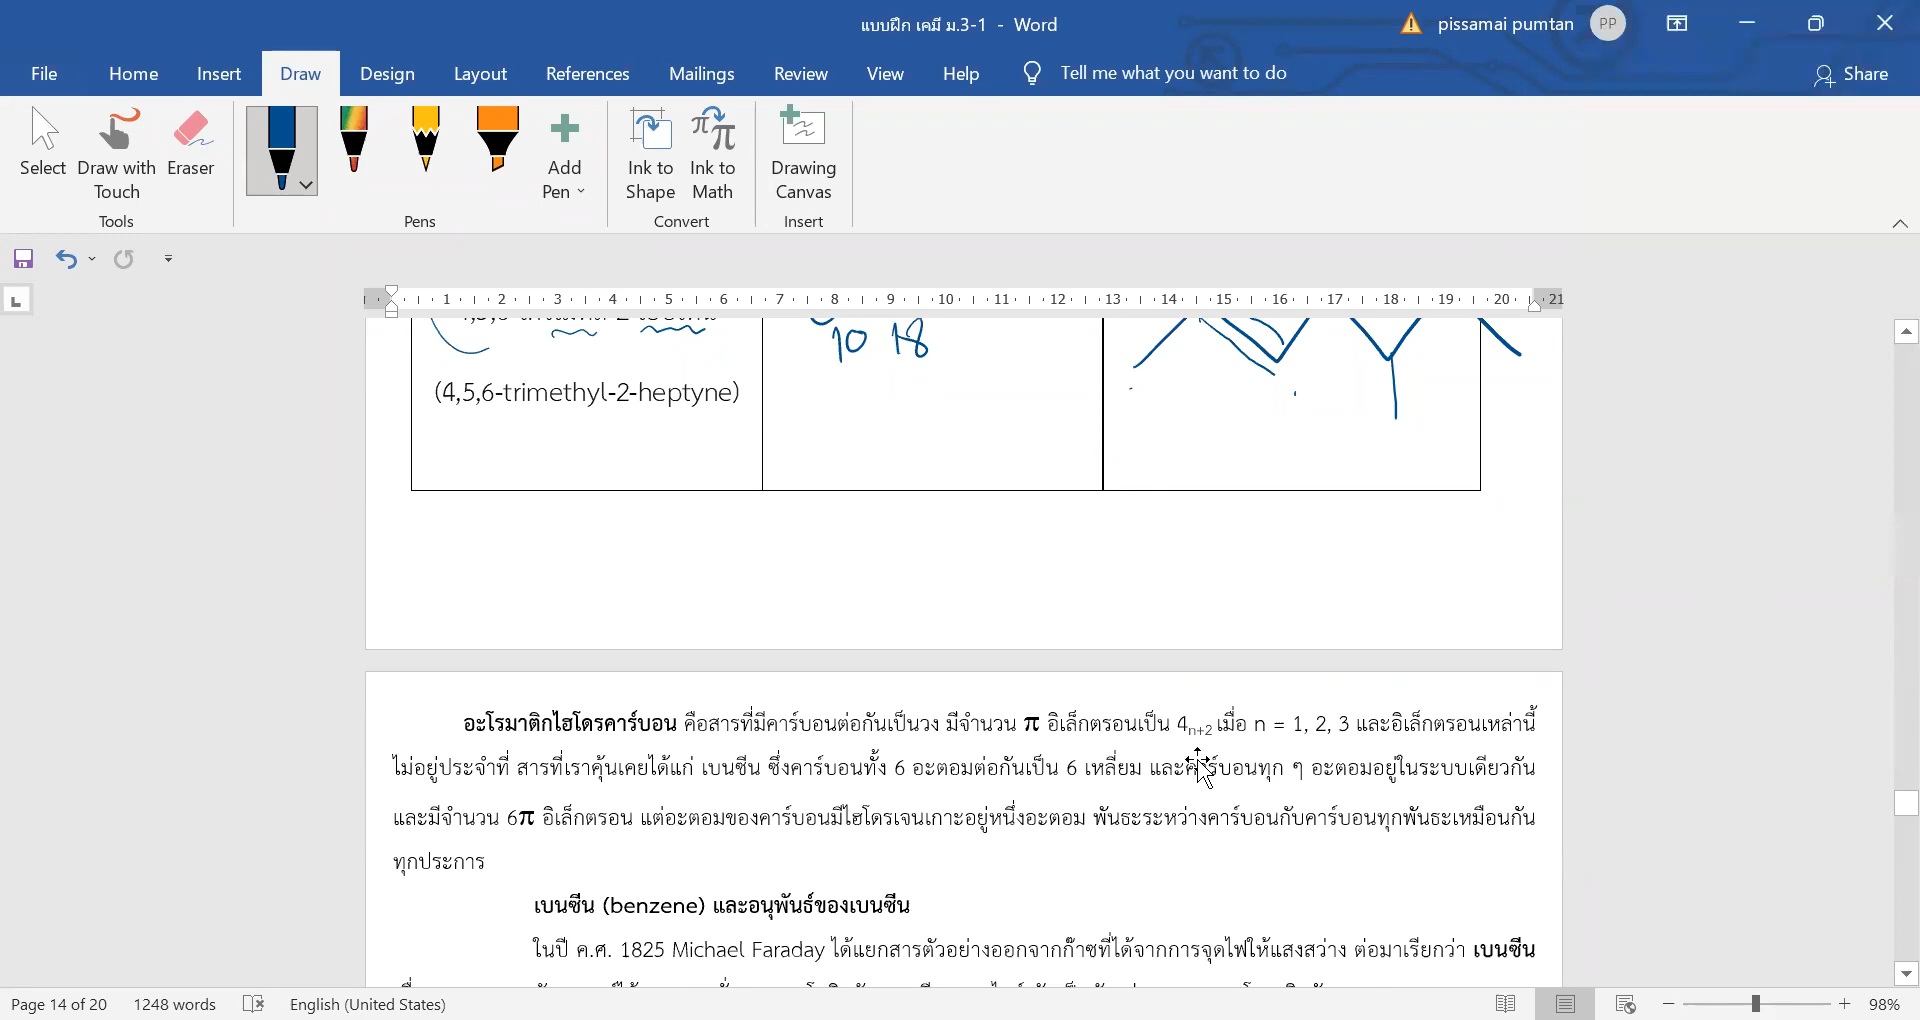 แบบฝึก เคมี ม.3-1 - Word
pissamai pumtan
PP
File Home Insert Draw Design Layout References Mailings Review View Help Tell me what you want to do Share
Select
Draw with Touch
Eraser
Add Pen
Ink to Shape
Ink to Math
Drawing Canvas
Tools Pens Convert Insert
1 2 3 4 5 6 7 8 9 10 11 12 13 14 15 16 17 18 19 20 21
10 18
(4,5,6-trimethyl-2-heptyne)
อะโรมาติกไฮโดรคาร์บอน คือสารที่มีคาร์บอนต่อกันเป็นวง มีจำนวน π อิเล็กตรอนเป็น 4n+2 เมื่อ n = 1, 2, 3 และอิเล็กตรอนเหล่านี้
ไม่อยู่ประจำที่ สารที่เราคุ้นเคยได้แก่ เบนซีน ซึ่งคาร์บอนทั้ง 6 อะตอมต่อกันเป็น 6 เหลี่ยม และคาร์บอนทุก ๆ อะตอมอยู่ในระบบเดียวกัน
และมีจำนวน 6π อิเล็กตรอน แต่อะตอมของคาร์บอนมีไฮโดรเจนเกาะอยู่หนึ่งอะตอม พันธะระหว่างคาร์บอนกับคาร์บอนทุกพันธะเหมือนกัน
ทุกประการ
เบนซีน (benzene) และอนุพันธ์ของเบนซีน
ในปี ค.ศ. 1825 Michael Faraday ได้แยกสารตัวอย่างออกจากก๊าซที่ได้จากการจุดไฟให้แสงสว่าง ต่อมาเรียกว่า เบนซีน
Page 14 of 20 1248 words English (United States) 98%